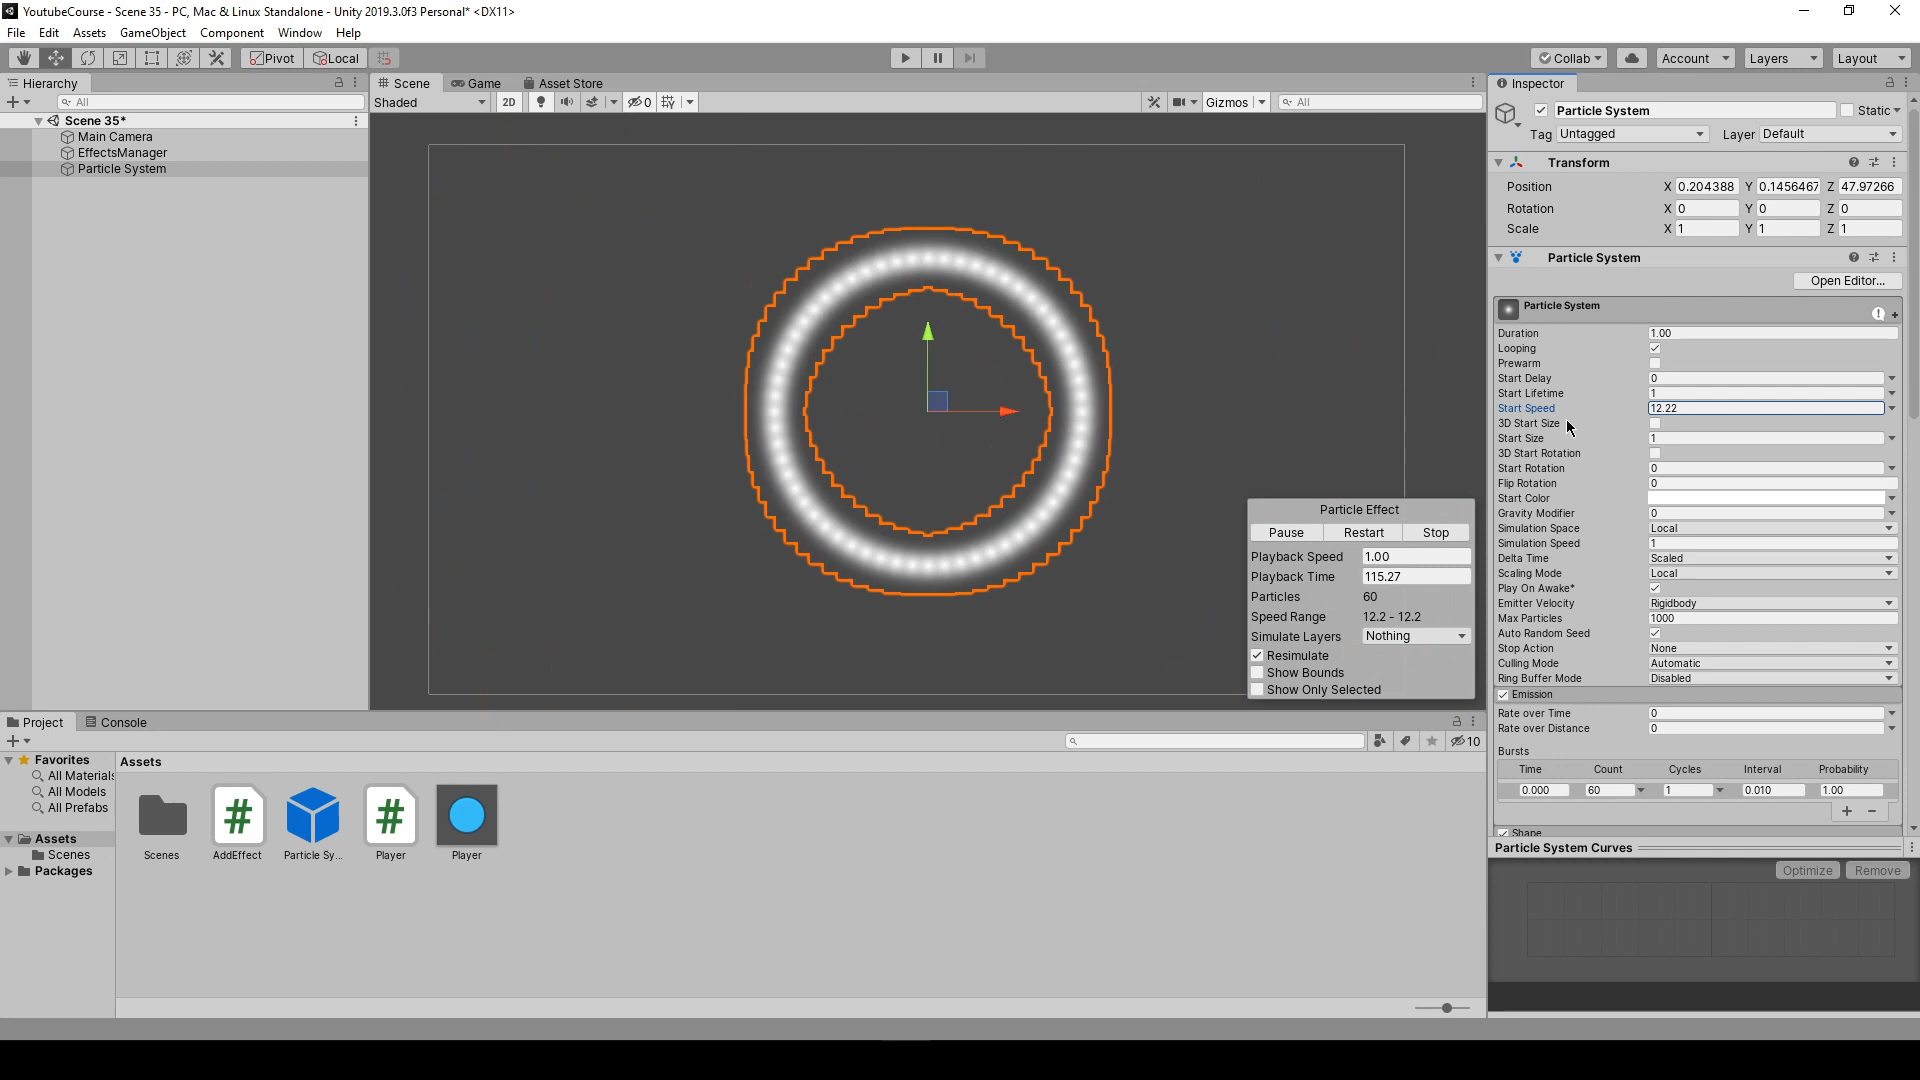 YoutubeCourse - Scene 35 - PC, Mac & Linux Standalone - Unity 2019.3.0f3 Personal* <DX11>
File Edit Assets GameObject Component Window Help
Pivot Local Collab Account Layers Layout
Hierarchy
All
Scene 35*
Main Camera
EffectsManager
Particle System
Scene Game Asset Store
Shaded 2D 0 Gizmos All
Particle Effect
Pause Restart Stop
Playback Speed 1.00
Playback Time 115.27
Particles 60
Speed Range 12.2 - 12.2
Simulate Layers Nothing
Resimulate
Show Bounds
Show Only Selected
Inspector
Particle System Static
Tag Untagged Layer Default
Transform
Position X 0.204388 Y 0.1456467 Z 47.97266
Rotation X 0 Y 0 Z 0
Scale X 1 Y 1 Z 1
Particle System
Open Editor...
Particle System
Duration 1.00
Looping
Prewarm
Start Delay 0
Start Lifetime 1
Start Speed 12.22
3D Start Size
Start Size 1
3D Start Rotation
Start Rotation 0
Flip Rotation 0
Start Color
Gravity Modifier 0
Simulation Space Local
Simulation Speed 1
Delta Time Scaled
Scaling Mode Local
Play On Awake*
Emitter Velocity Rigidbody
Max Particles 1000
Auto Random Seed
Stop Action None
Culling Mode Automatic
Ring Buffer Mode Disabled
Emission
Rate over Time 0
Rate over Distance 0
Bursts
Time Count Cycles Interval Probability
0.000 60 1 0.010 1.00
Shape
Particle System Curves
Optimize Remove
Project Console
10
Favorites
All Materials
All Models
All Prefabs
Assets
Scenes
Packages
Assets
Scenes AddEffect Particle Sy... Player Player